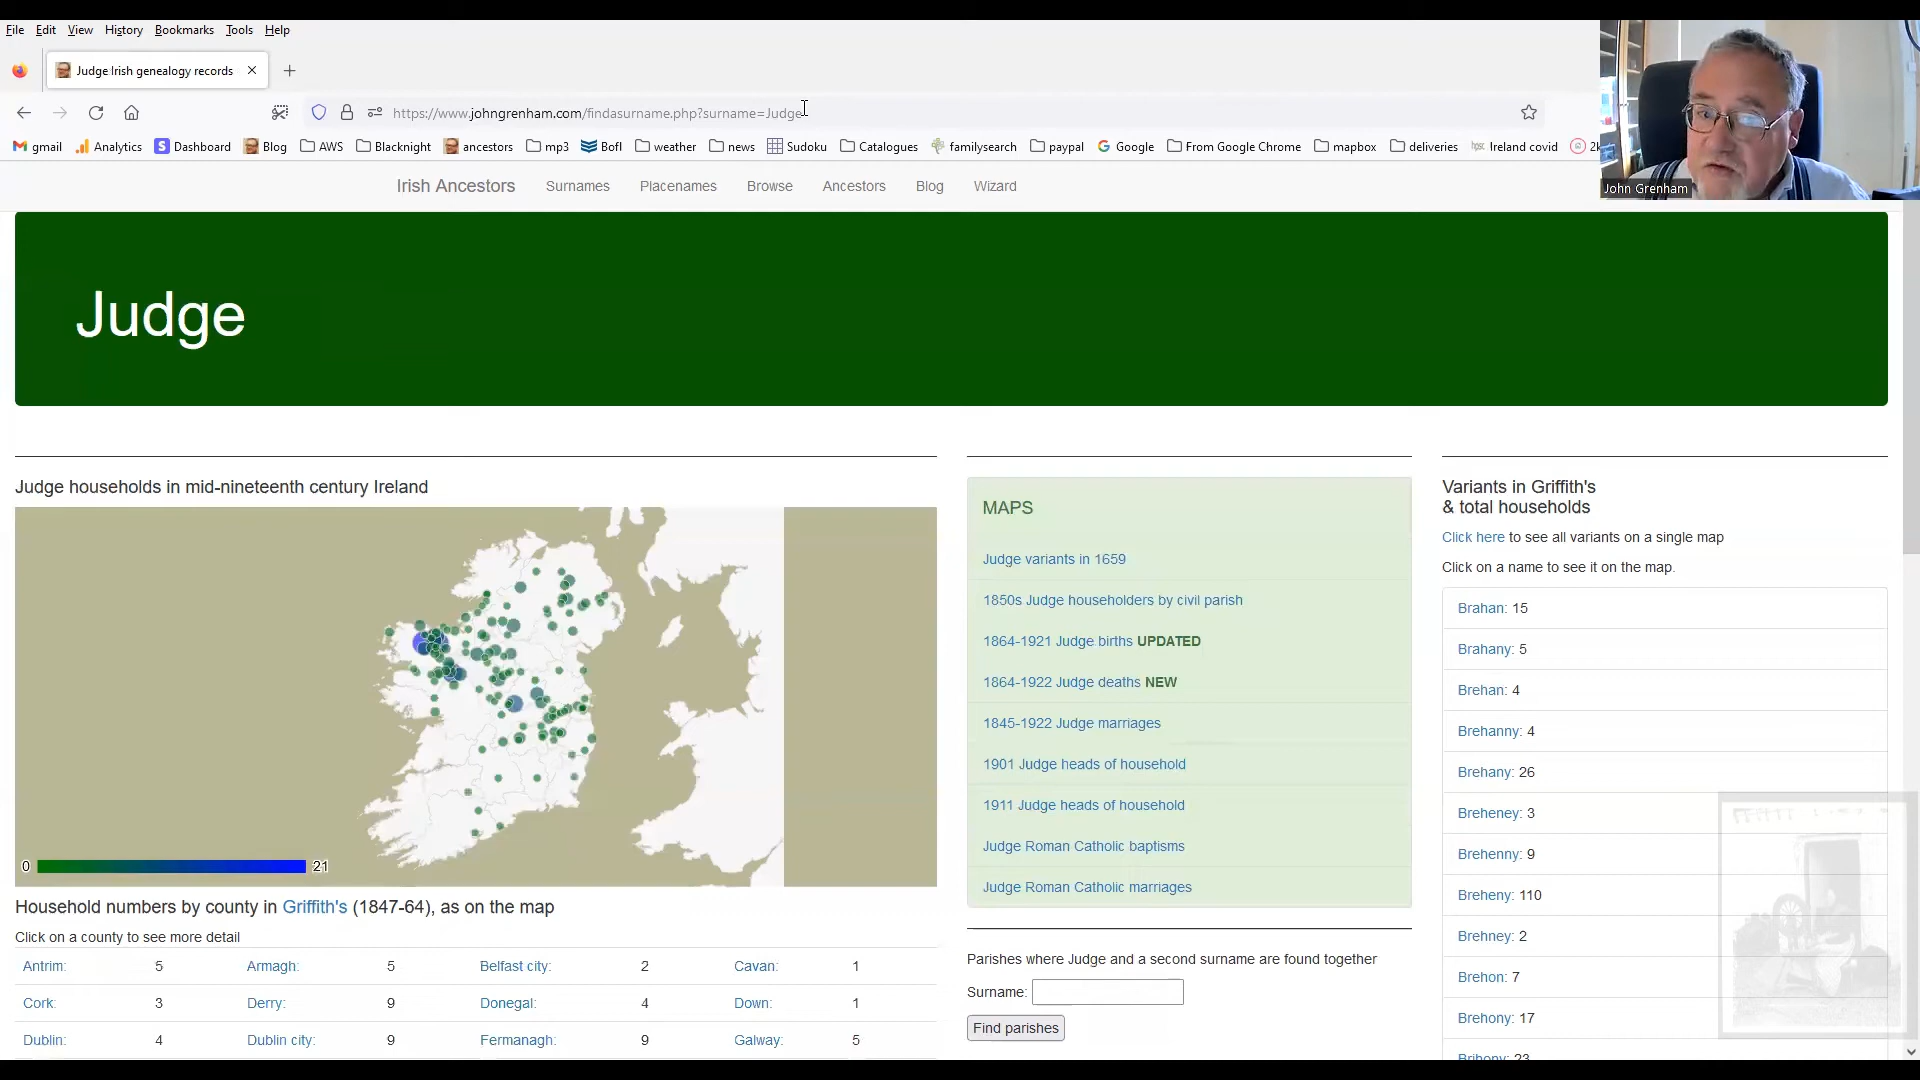 File Edit View History Bookmarks Tools Help
Judge Irish genealogy records
https://www.johngrenham.com/findasurname.php?surname=Judge
gmail Analytics Dashboard Blog AWS Blacknight ancestors mp3 BofI weather news Sudoku Catalogues familysearch paypal Google From Google Chrome mapbox deliveries Ireland covid
John Grenham
Irish Ancestors Surnames Placenames Browse Ancestors Blog Wizard
Judge
Judge households in mid-nineteenth century Ireland
0 21
Household numbers by county in Griffith's (1847-64), as on the map
Click on a county to see more detail
Antrim: 5 Armagh: 5 Belfast city: 2 Cavan: 1
Cork: 3 Derry: 9 Donegal: 4 Down: 1
Dublin: 4 Dublin city: 9 Fermanagh: 9 Galway: 5
MAPS
Judge variants in 1659
1850s Judge householders by civil parish
1864-1921 Judge births UPDATED
1864-1922 Judge deaths NEW
1845-1922 Judge marriages
1901 Judge heads of household
1911 Judge heads of household
Judge Roman Catholic baptisms
Judge Roman Catholic marriages
Parishes where Judge and a second surname are found together
Surname:
Find parishes
Variants in Griffith's
& total households
Click here to see all variants on a single map
Click on a name to see it on the map.
Brahan: 15
Brahany: 5
Brehan: 4
Brehanny: 4
Brehany: 26
Breheney: 3
Brehenny: 9
Breheny: 110
Brehney: 2
Brehon: 7
Brehony: 17
Brihony: 23